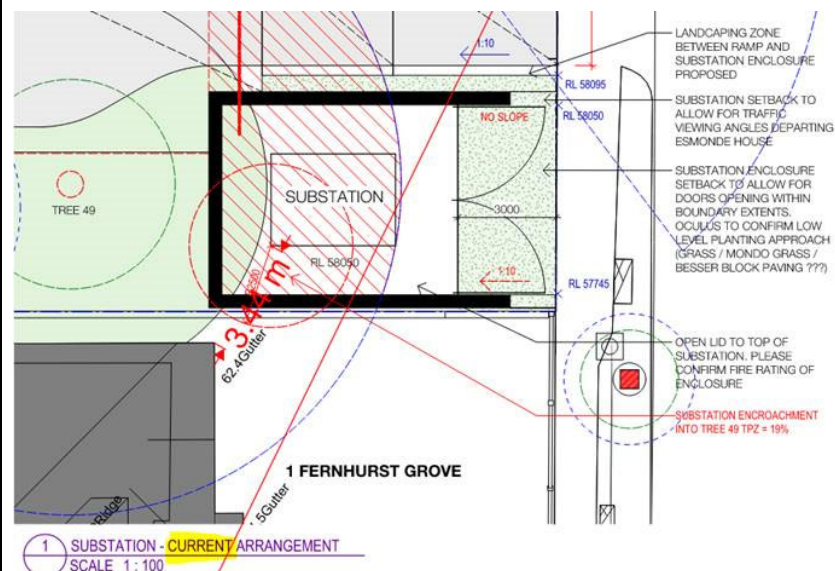 LANDCAPING ZONE
BETWEEN RAMP AND
SUBSTATION ENCLOSURE
PROPOSED
1:10
RL 58095
NO SLOPE
RL 58050
SUBSTATION SETBACK TO
ALLOW FOR TRAFFIC
VIEWING ANGLES DEPARTING
ESMONDE HOUSE
SUBSTATION ENCLOSURE
SETBACK TO ALLOW FOR
DOORS OPENING WITHIN
BOUNDARY EXTENTS.
OCULUS TO CONFIRM LOW
LEVEL PLANTING APPROACH
(GRASS / MONDO GRASS /
BESSER BLOCK PAVING ???)
TREE 49
SUBSTATION
3000
RL 58050
1:10
RL 57745
3.44 m
62.4Gutter
OPEN LID TO TOP OF
SUBSTATION. PLEASE
CONFIRM FIRE RATING OF
ENCLOSURE
SUBSTATION ENCROACHMENT
INTO TREE 49 TPZ = 19%
1 FERNHURST GROVE
Ridge
.5Gutter
1 SUBSTATION - CURRENT ARRANGEMENT
SCALE 1 : 100